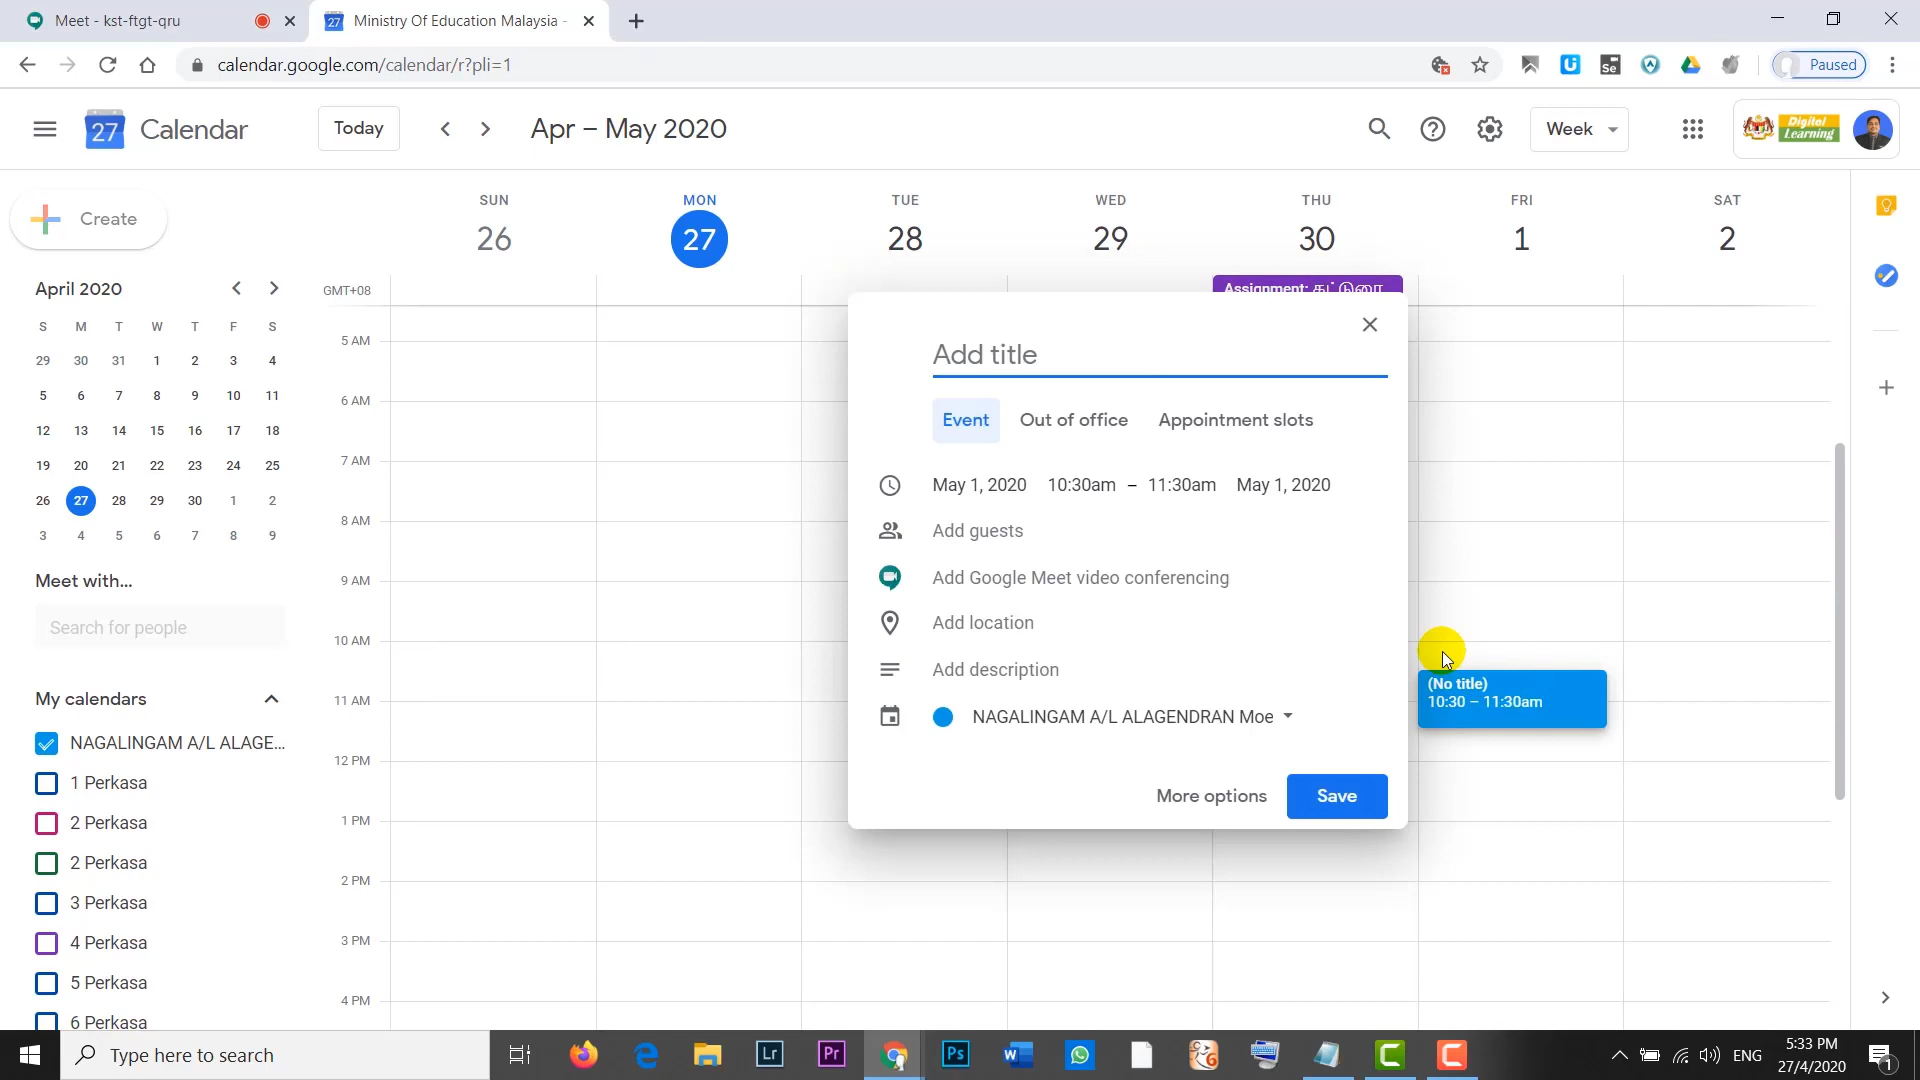 Meet - kst-ftgt-qru
Ministry Of Education Malaysia -
calendar.google.com/calendar/r?pli=1
Paused
27 Calendar
Today
Apr – May 2020
Week
Digital Learning
Create
SUN MON TUE WED THU FRI SAT
26 27 28 29 30 1 2
GMT+08
Assignment: கட்டுரை
April 2020
S M T W T F S
29 30 31 1 2 3 4
5 6 7 8 9 10 11
12 13 14 15 16 17 18
19 20 21 22 23 24 25
26 27 28 29 30 1 2
3 4 5 6 7 8 9
Meet with...
Search for people
My calendars
NAGALINGAM A/L ALAGE...
1 Perkasa
2 Perkasa
2 Perkasa
3 Perkasa
4 Perkasa
5 Perkasa
6 Perkasa
5 AM
6 AM
7 AM
8 AM
9 AM
10 AM
11 AM
12 PM
1 PM
2 PM
3 PM
4 PM
Add title
Event Out of office Appointment slots
May 1, 2020 10:30am – 11:30am May 1, 2020
Add guests
Add Google Meet video conferencing
Add location
Add description
NAGALINGAM A/L ALAGENDRAN Moe
More options Save
(No title)
10:30 – 11:30am
Type here to search
ENG
5:33 PM
27/4/2020
1